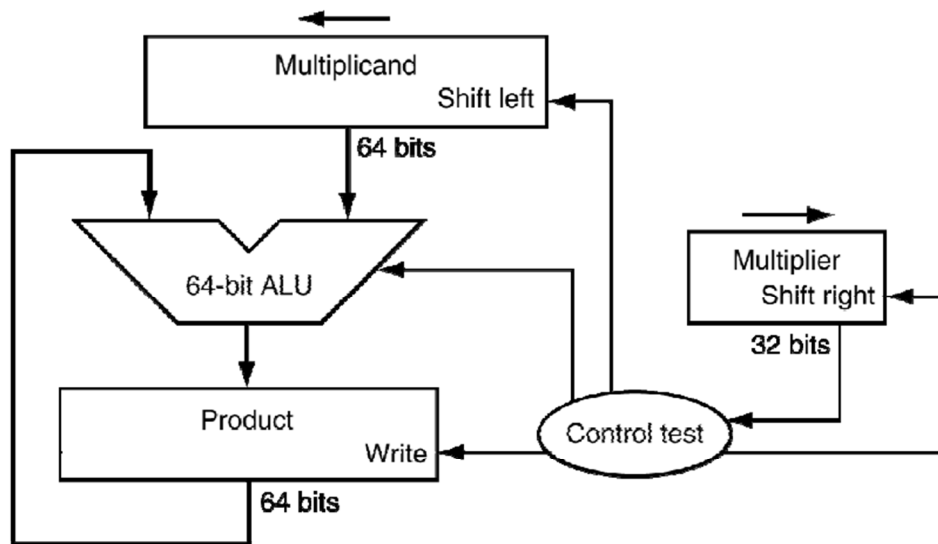 Multiplicand
Shift left
64 bits
64-bit ALU
Multiplier
Shift right
32 bits
Product
Write
Control test
64 bits